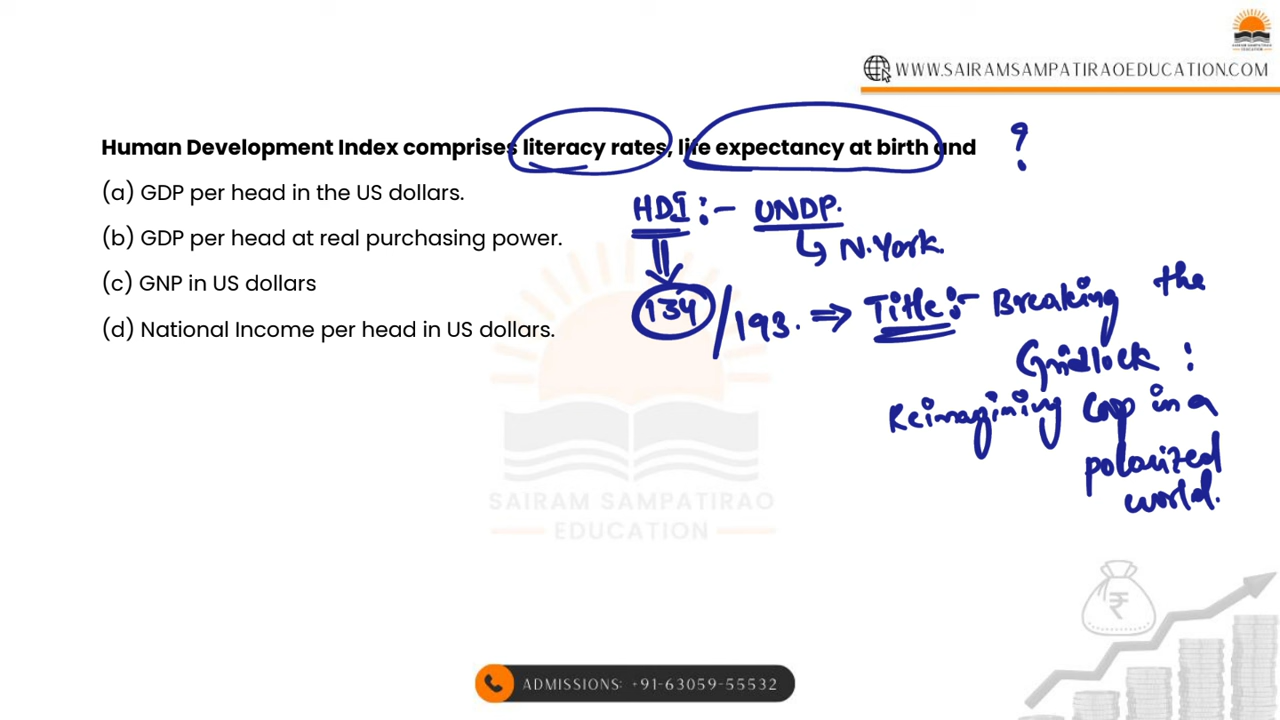 SAIRAM SAMPATIRAO
EDUCATION
WWW.SAIRAMSAMPATIRAOEDUCATION.COM
Human Development Index comprises literacy rates, life expectancy at birth and ?
(a) GDP per head in the US dollars.
(b) GDP per head at real purchasing power.
(c) GNP in US dollars
(d) National Income per head in US dollars.
HDI :- UNDP.
↳ N.York.
134/193. ⇒ Title :- Breaking the
Gridlock :
Reimagining Coop in a
polarized
world.
SAIRAM SAMPATIRAO
EDUCATION
₹
ADMISSIONS: +91-63059-55532